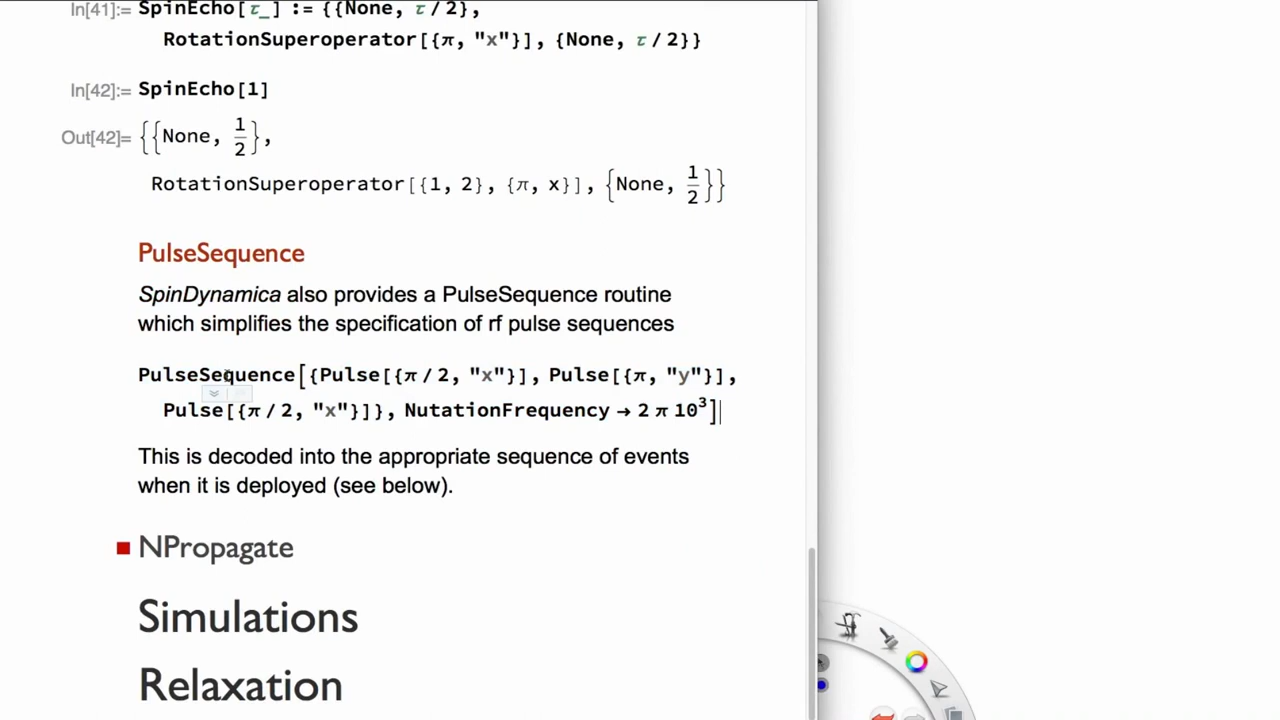 In[41]:= SpinEcho[τ_] := {{None, τ/2},
RotationSuperoperator[{π, "x"}], {None, τ/2}}
In[42]:= SpinEcho[1]
Out[42]= {{None, 1/2},
RotationSuperoperator[{1, 2}, {π, x}], {None, 1/2}}
PulseSequence
SpinDynamica also provides a PulseSequence routine
which simplifies the specification of rf pulse sequences
PulseSequence[{Pulse[{π/2, "x"}], Pulse[{π, "y"}],
Pulse[{π/2, "x"}]}, NutationFrequency → 2 π 10³]
This is decoded into the appropriate sequence of events
when it is deployed (see below).
NPropagate
Simulations
Relaxation